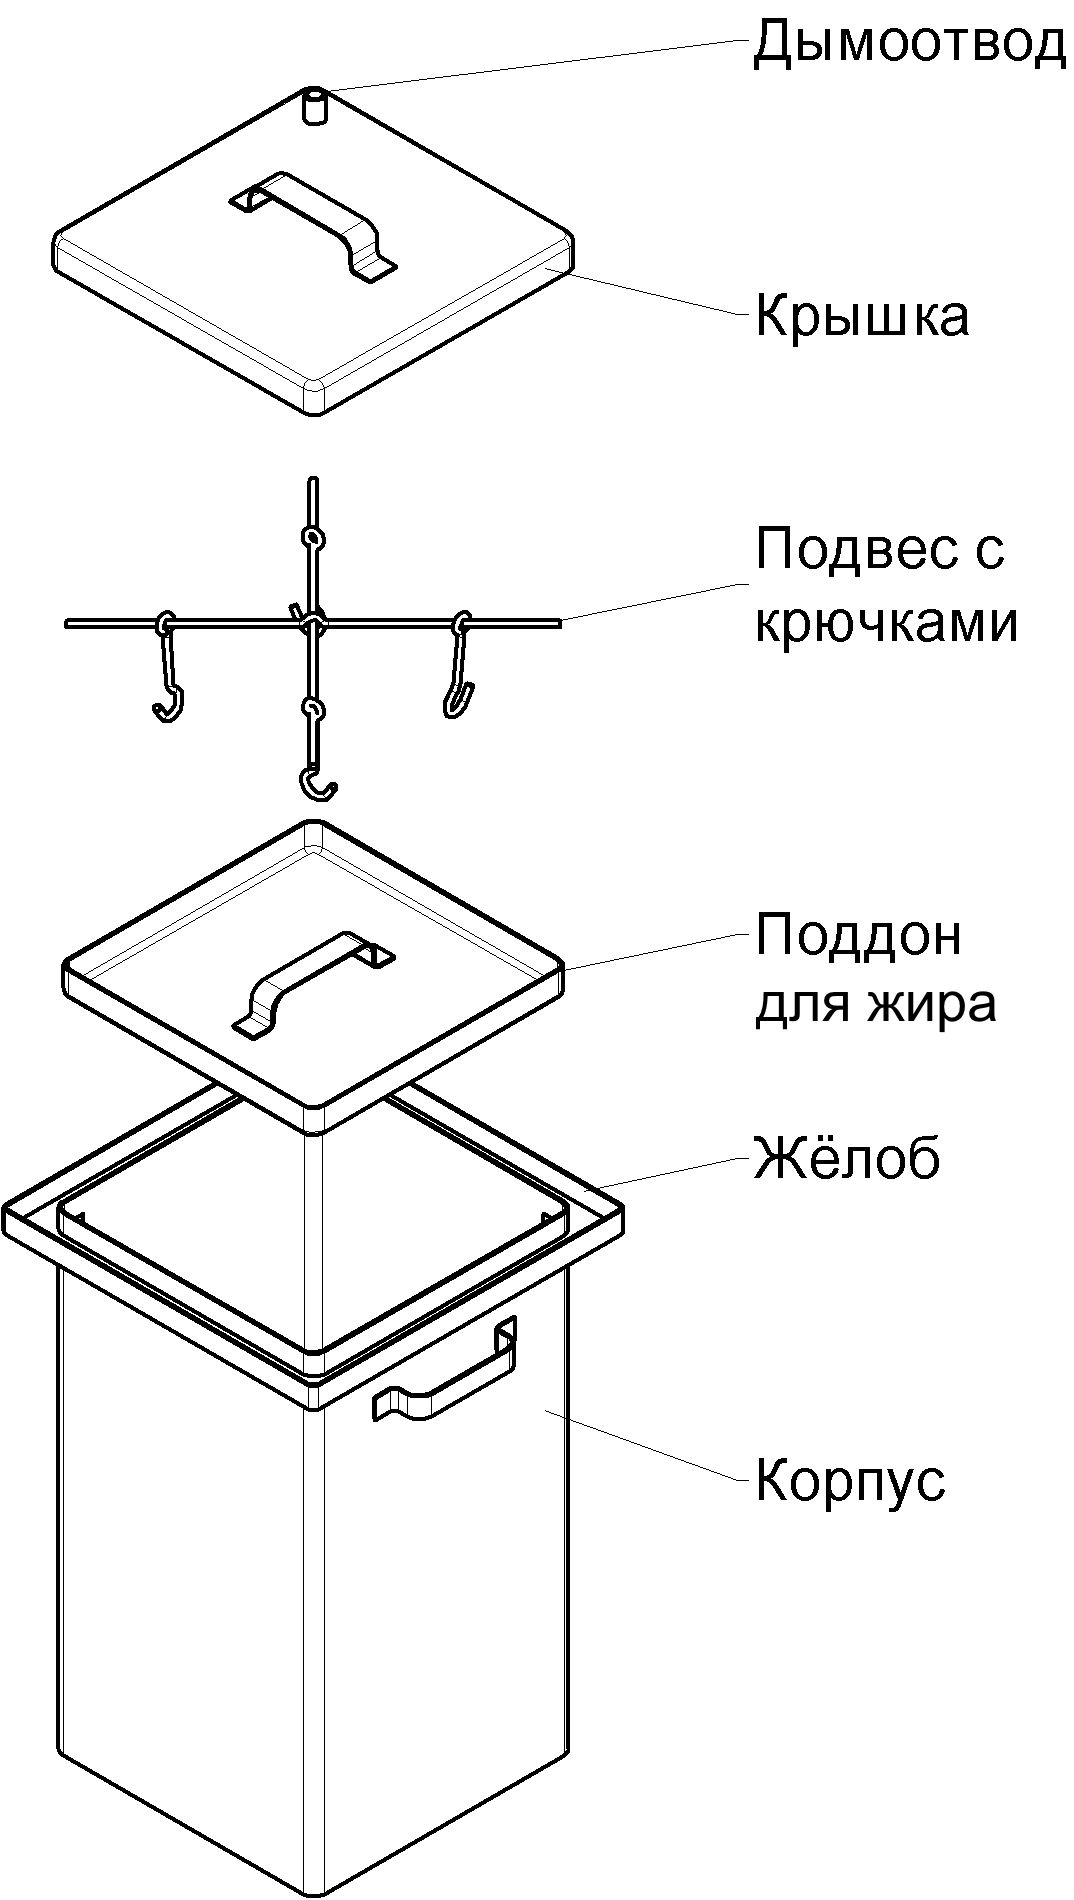 Дымоотвод
Крышка
Подвес с
крючками
Поддон
для жира
Жёлоб
Корпус